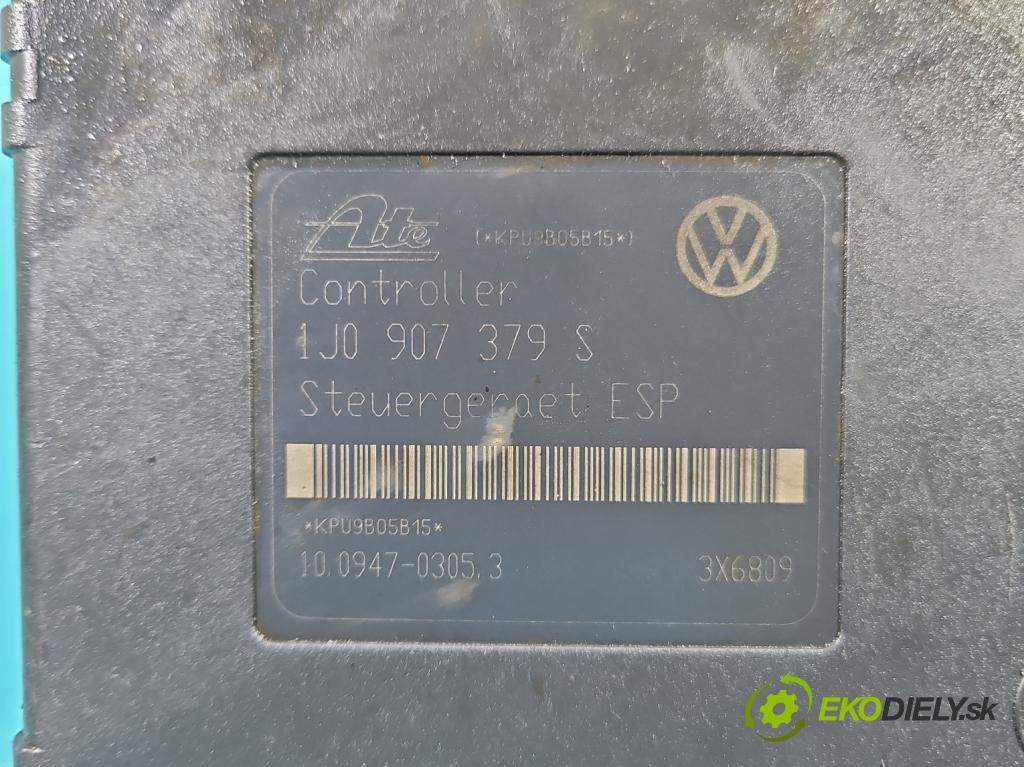 Ate (*KPU9B05B15*)
Controller
1J0 907 379 S
Steuergeraet ESP
*KPU9B05B15*
10.0947-0305.3 3X6809
EKODIELY.sk